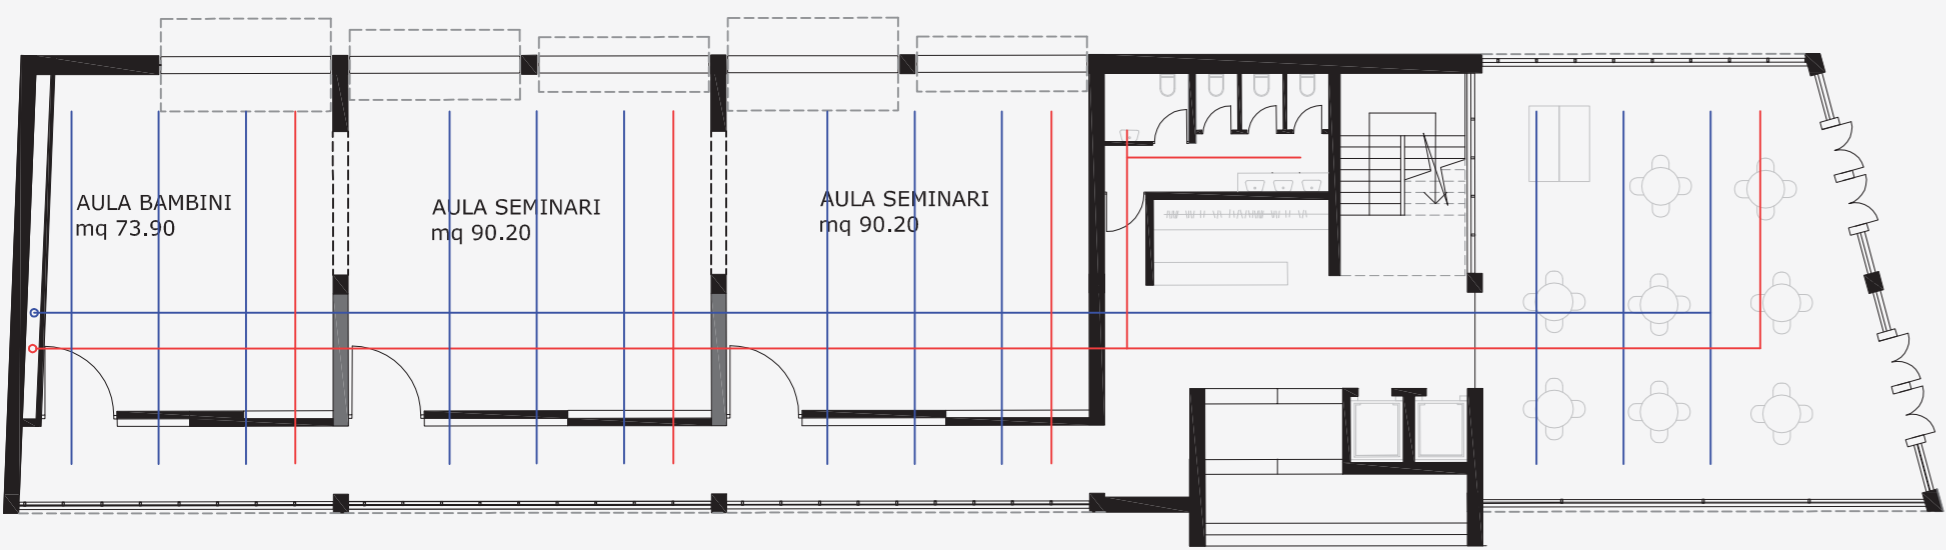 AULA BAMBINI
mq 73.90
AULA SEMINARI
mq 90.20
AULA SEMINARI
mq 90.20